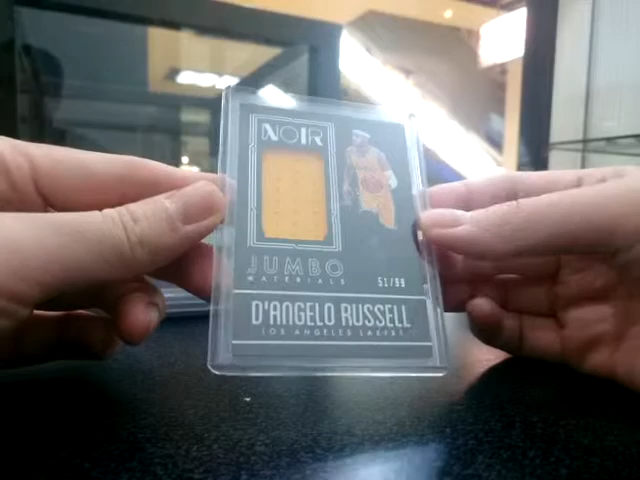 NOIR
JUMBO
MATERIALS
51/99
D'ANGELO RUSSELL
LOS ANGELES LAKERS